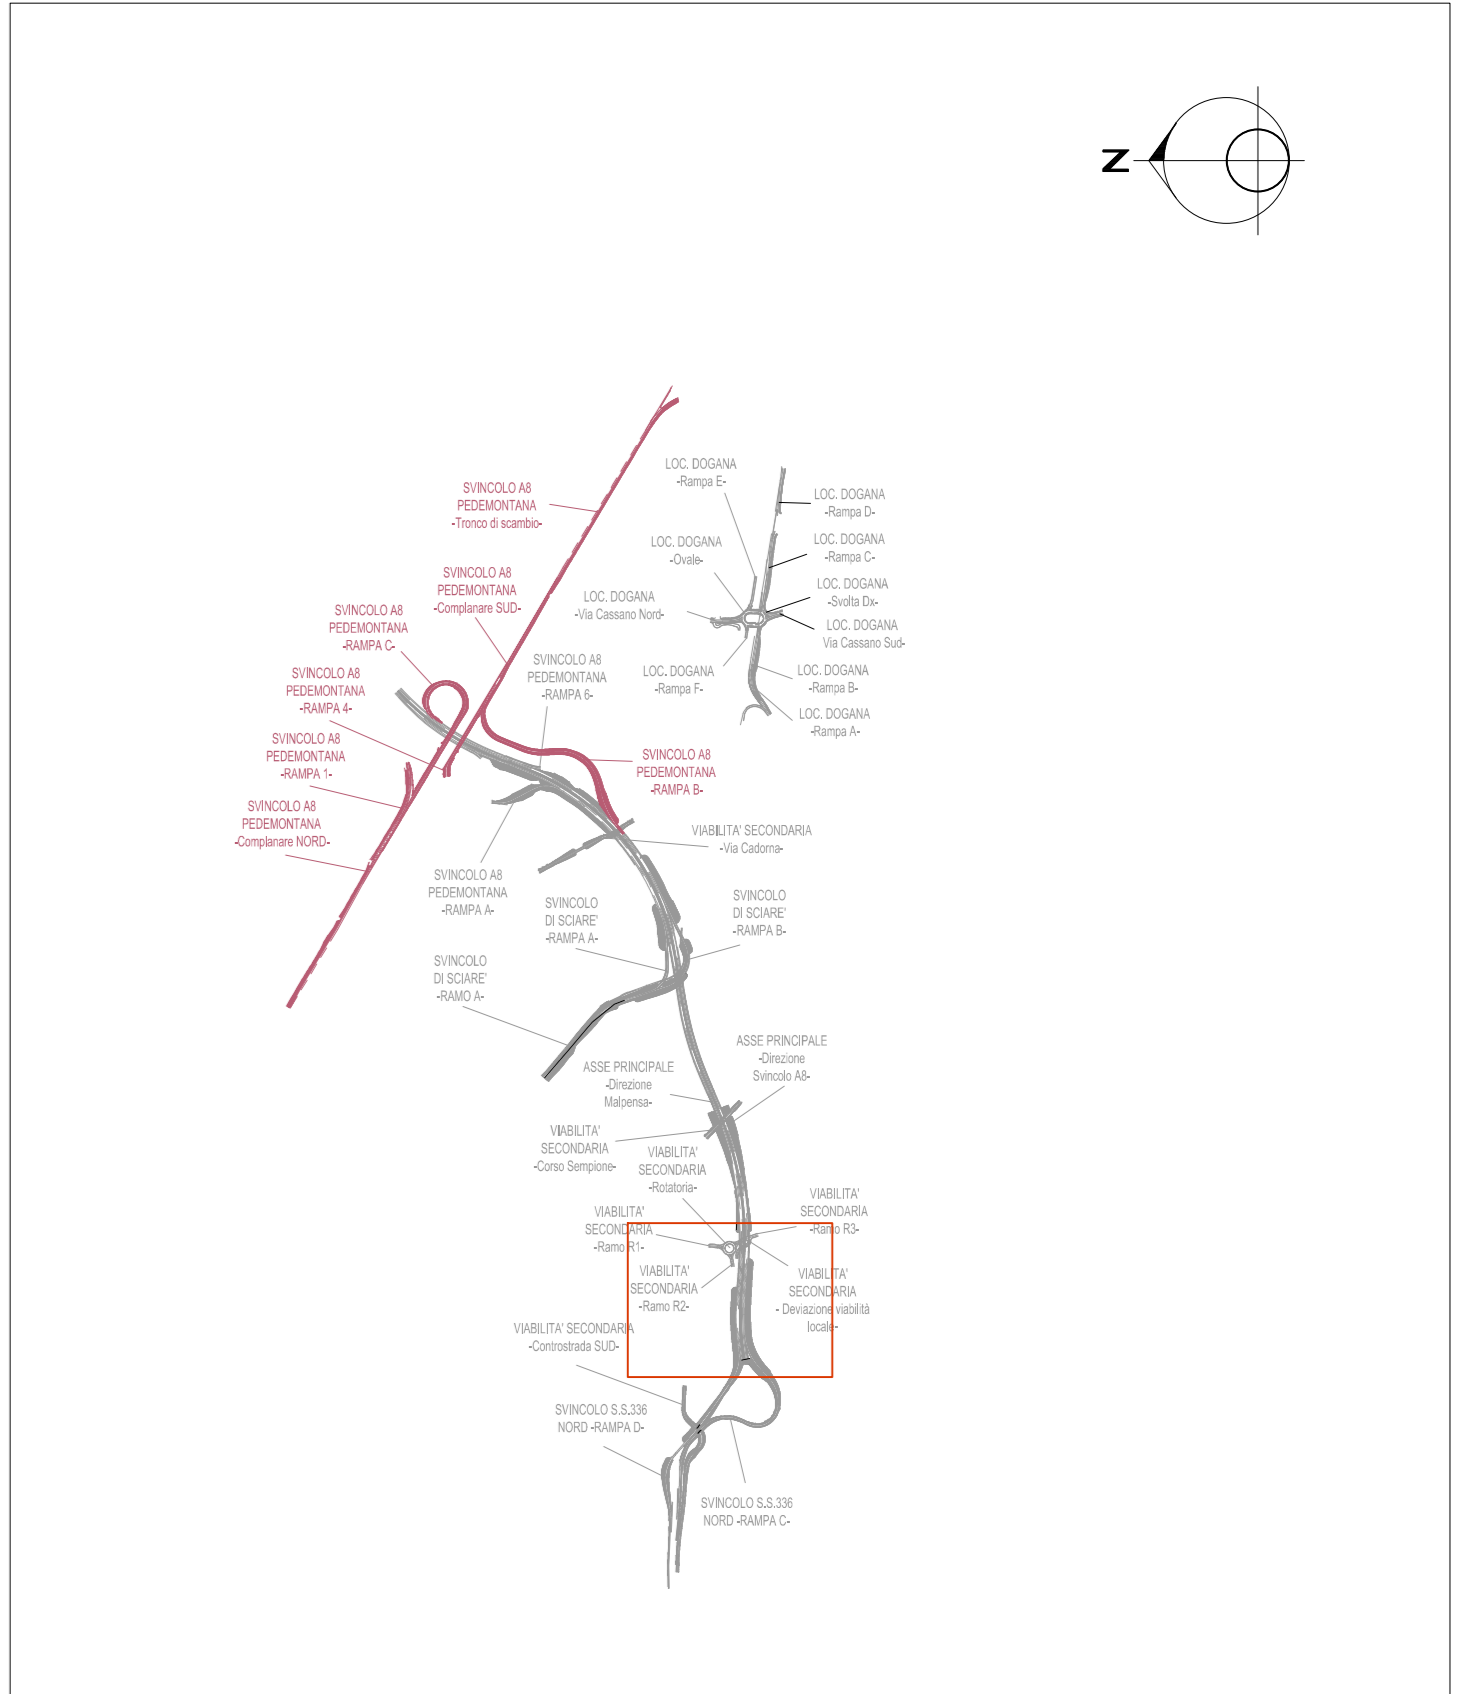 N
LOC. DOGANA
-Rampa E-
SVINCOLO A8
PEDEMONTANA
-Tronco di scambio-
LOC. DOGANA
-Rampa D-
LOC. DOGANA
-Ovale-
LOC. DOGANA
-Rampa C-
SVINCOLO A8
PEDEMONTANA
-Complanare SUD-
LOC. DOGANA
-Svolta Dx-
LOC. DOGANA
-Via Cassano Nord-
SVINCOLO A8
PEDEMONTANA
-RAMPA C-
LOC. DOGANA
Via Cassano Sud-
SVINCOLO A8
PEDEMONTANA
-RAMPA 6-
LOC. DOGANA
-Rampa F-
LOC. DOGANA
-Rampa B-
SVINCOLO A8
PEDEMONTANA
-RAMPA 4-
LOC. DOGANA
-Rampa A-
SVINCOLO A8
PEDEMONTANA
-RAMPA 1-
SVINCOLO A8
PEDEMONTANA
-RAMPA B-
SVINCOLO A8
PEDEMONTANA
-Complanare NORD-
VIABILITA' SECONDARIA
-Via Cadorna-
SVINCOLO A8
PEDEMONTANA
-RAMPA A-
SVINCOLO
DI SCIARE'
-RAMPA A-
SVINCOLO
DI SCIARE'
-RAMPA B-
SVINCOLO
DI SCIARE'
-RAMO A-
ASSE PRINCIPALE
-Direzione
Svincolo A8-
ASSE PRINCIPALE
-Direzione
Malpensa-
VIABILITA'
SECONDARIA
-Corso Sempione-
VIABILITA'
SECONDARIA
-Rotatoria-
VIABILITA'
SECONDARIA
-Ramo R3-
VIABILITA'
SECONDARIA
-Ramo R1-
VIABILITA'
SECONDARIA
-Ramo R2-
VIABILITA'
SECONDARIA
- Deviazione viabilità
locale-
VIABILITA' SECONDARIA
-Controstrada SUD-
SVINCOLO S.S.336
NORD -RAMPA D-
SVINCOLO S.S.336
NORD -RAMPA C-